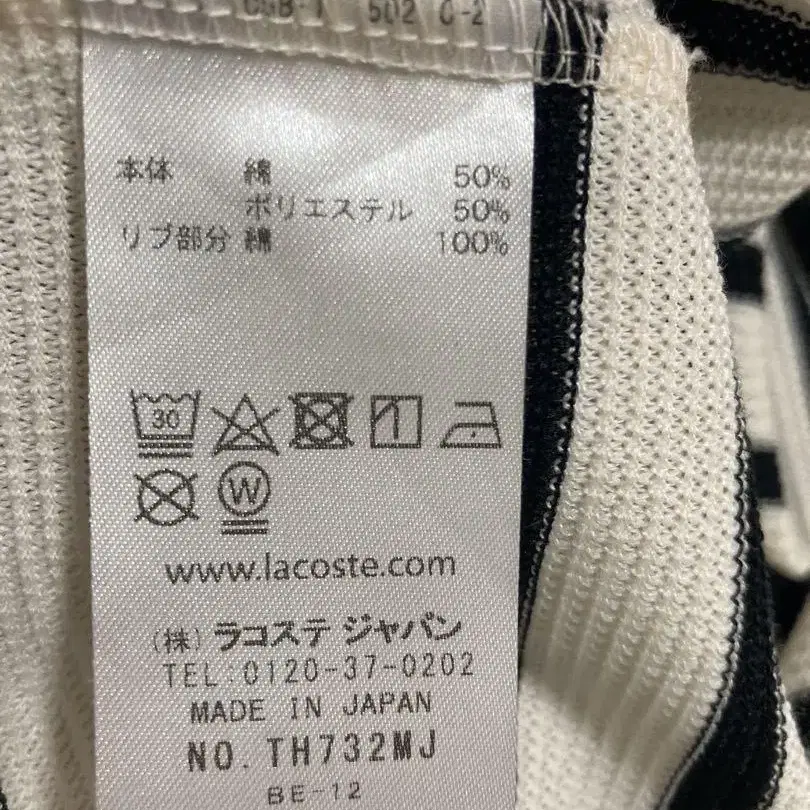 502 C-2
本体 綿 50%
ポリエステル 50%
リブ部分 綿 100%
30
W
www.lacoste.com
(株) ラコステ ジャパン
TEL:0120-37-0202
MADE IN JAPAN
NO. TH732MJ
BE-12